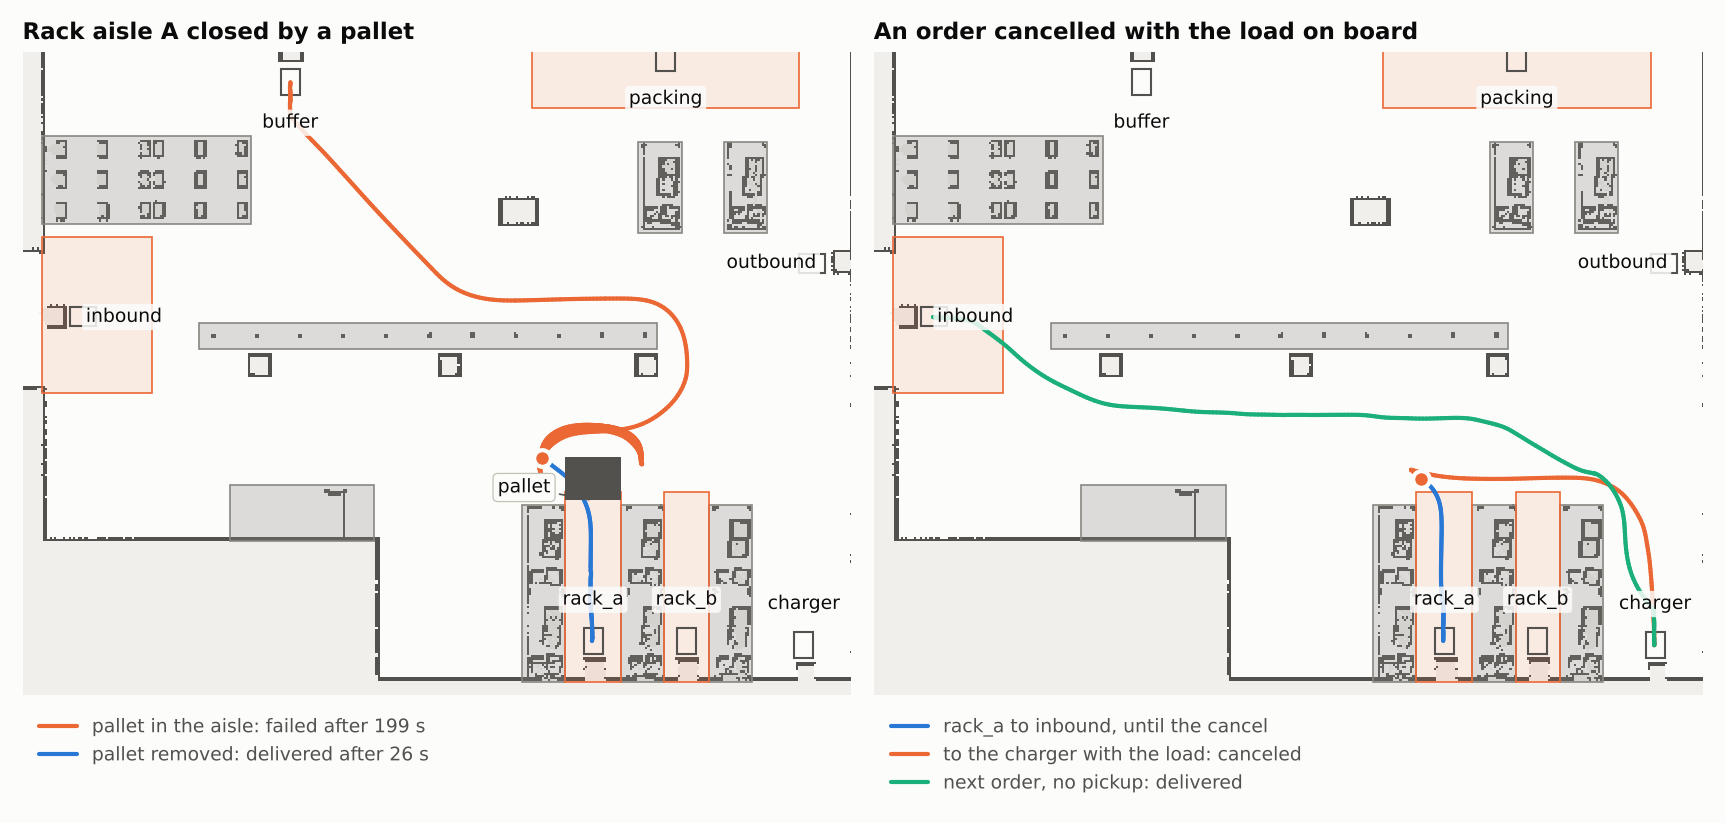 Rack aisle A closed by a pallet
packing
buffer
outbound
inbound
pallet
rack_a
rack_b
charger
pallet in the aisle: failed after 199 s
pallet removed: delivered after 26 s
An order cancelled with the load on board
packing
buffer
outbound
inbound
rack_a
rack_b
charger
rack_a to inbound, until the cancel
to the charger with the load: canceled
next order, no pickup: delivered